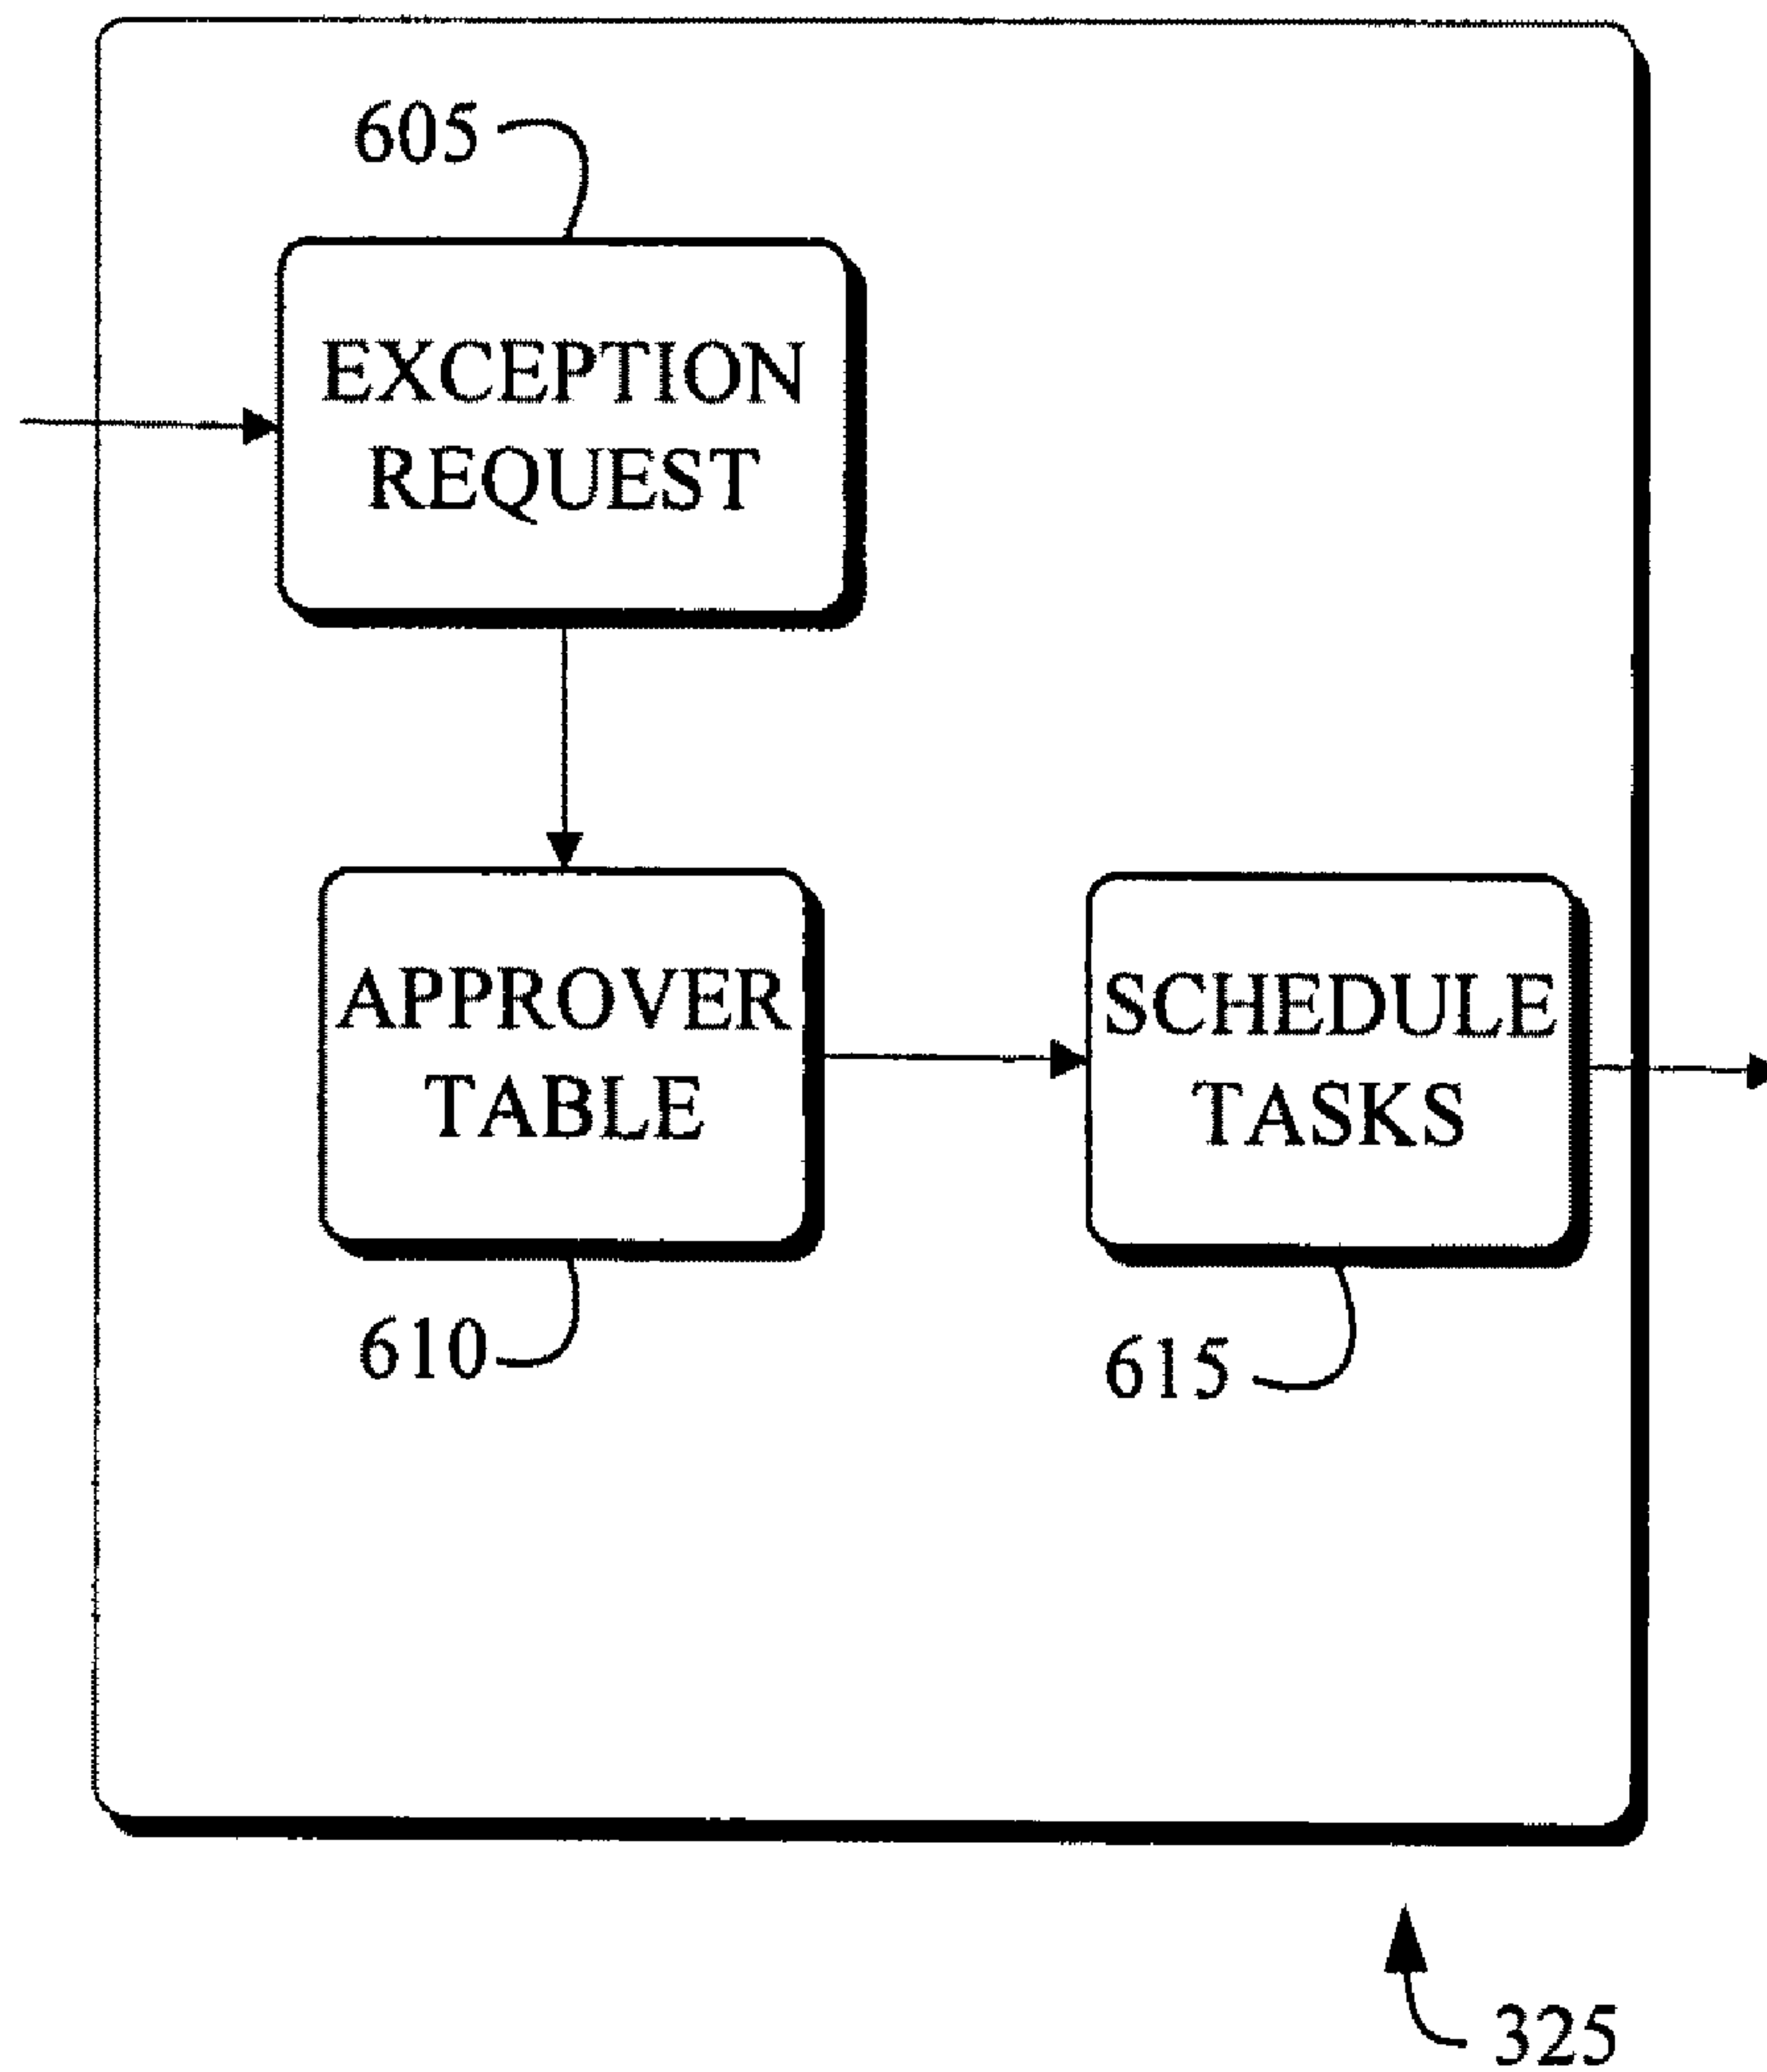 605
EXCEPTION
REQUEST
APPROVER
TABLE
SCHEDULE
TASKS
610
615
325